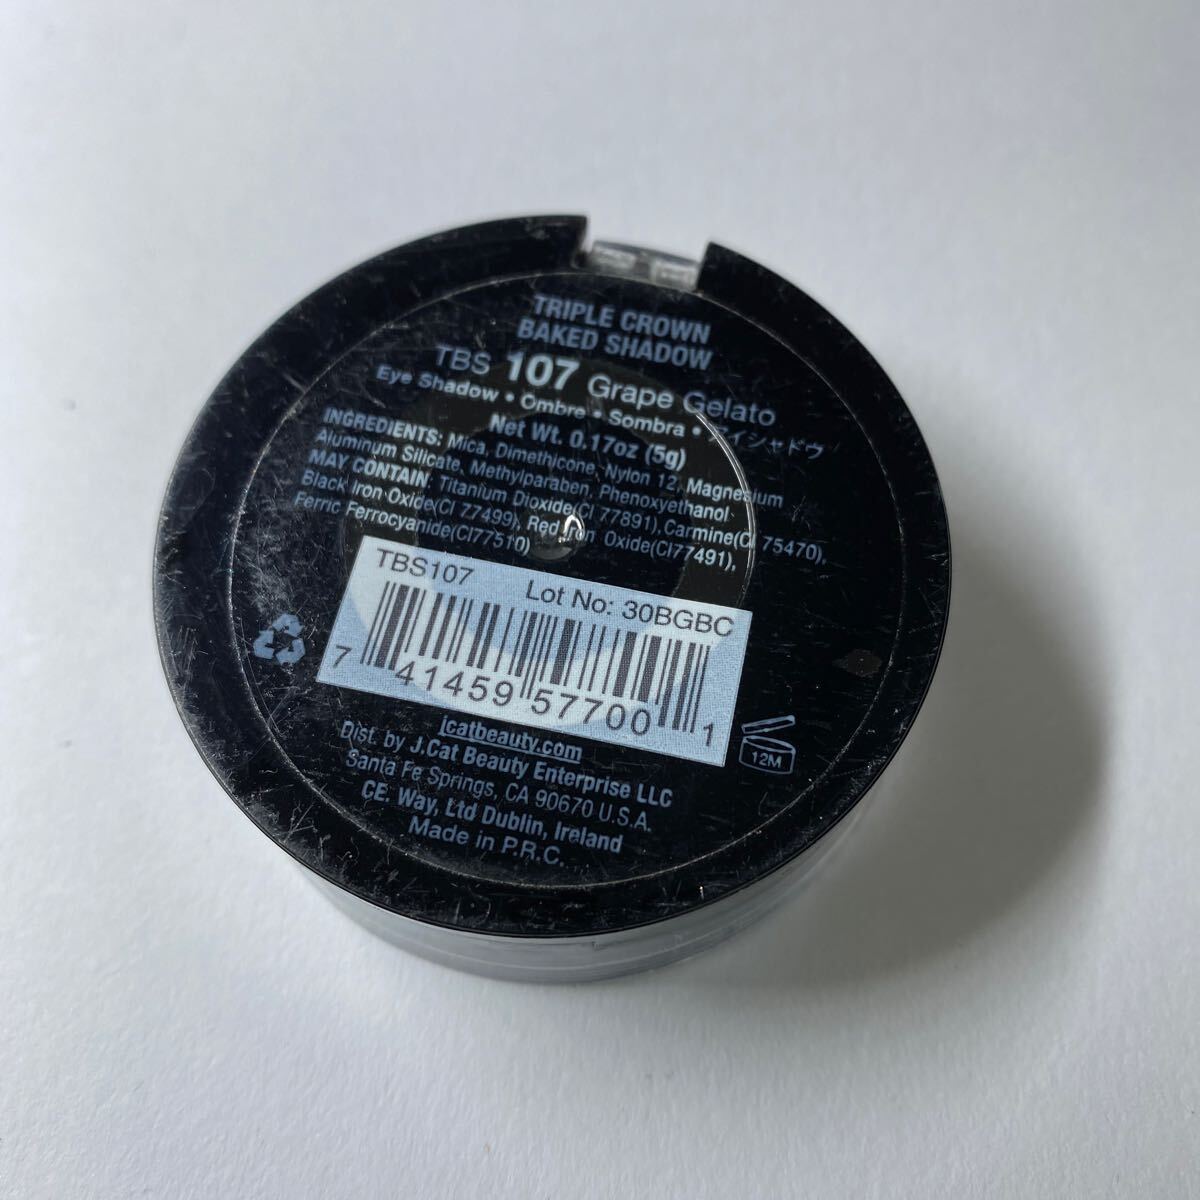 TRIPLE CROWN
BAKED SHADOW
TBS 107 Grape Gelato
Eye Shadow • Ombre • Sombra • アイシャドウ
Net Wt. 0.17oz (5g)
INGREDIENTS: Mica, Dimethicone, Nylon 12, Magnesium
Aluminum Silicate, Methylparaben, Phenoxyethanol
MAY CONTAIN: Titanium Dioxide(CI 77891),Carmine(CI 75470),
Black Iron Oxide(CI 77499), Red Iron Oxide(CI77491),
Ferric Ferrocyanide(CI77510)
TBS107 Lot No: 30BGBC
7 41459 57700 1
12M
jcatbeauty.com
Dist. by J.Cat Beauty Enterprise LLC
Santa Fe Springs, CA 90670 U.S.A.
CE. Way, Ltd Dublin, Ireland
Made in P.R.C.